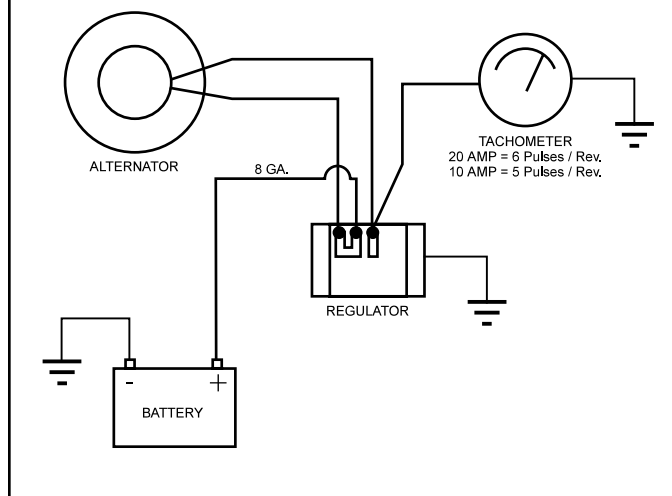 ALTERNATOR
TACHOMETER
20 AMP = 6 Pulses / Rev.
10 AMP = 5 Pulses / Rev.
8 GA.
REGULATOR
- +
BATTERY